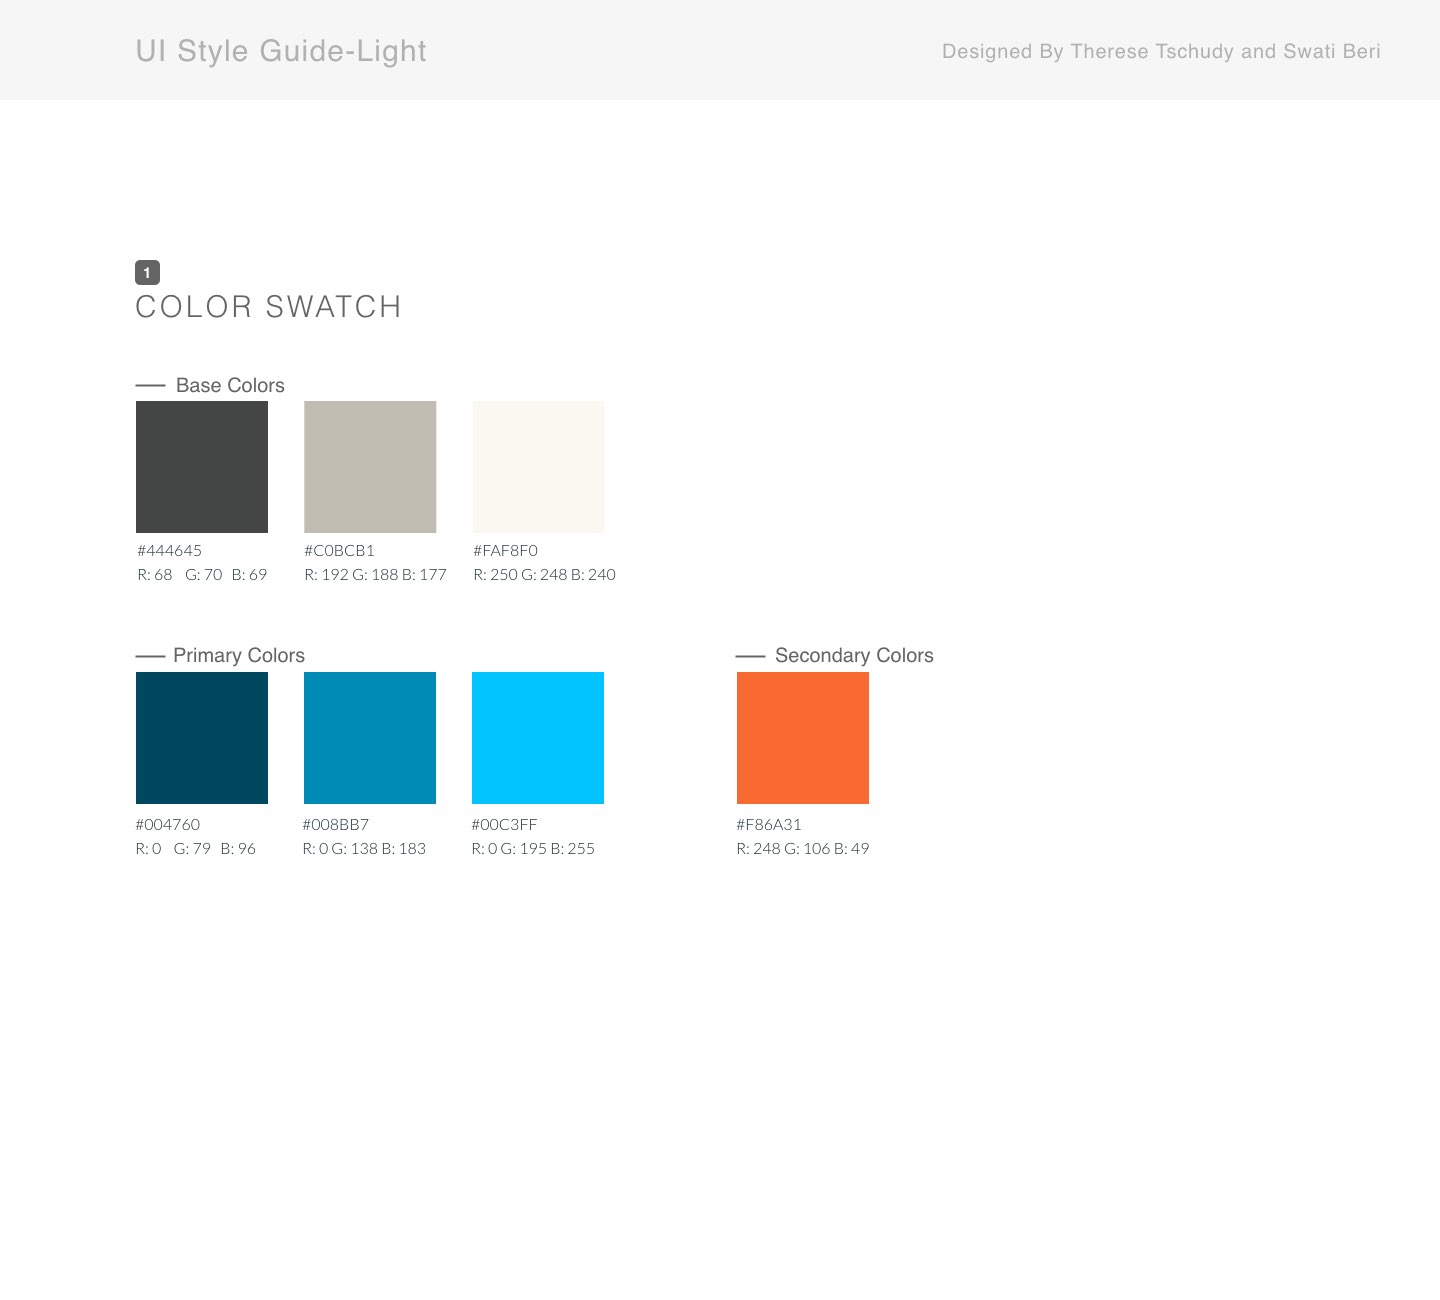 UI Style Guide-Light
Designed By Therese Tschudy and Swati Beri
1
COLOR SWATCH
Base Colors
#444645
R: 68 G: 70 B: 69
#C0BCB1
R: 192 G: 188 B: 177
#FAF8F0
R: 250 G: 248 B: 240
Primary Colors
#004760
R: 0 G: 79 B: 96
#008BB7
R: 0 G: 138 B: 183
#00C3FF
R: 0 G: 195 B: 255
Secondary Colors
#F86A31
R: 248 G: 106 B: 49